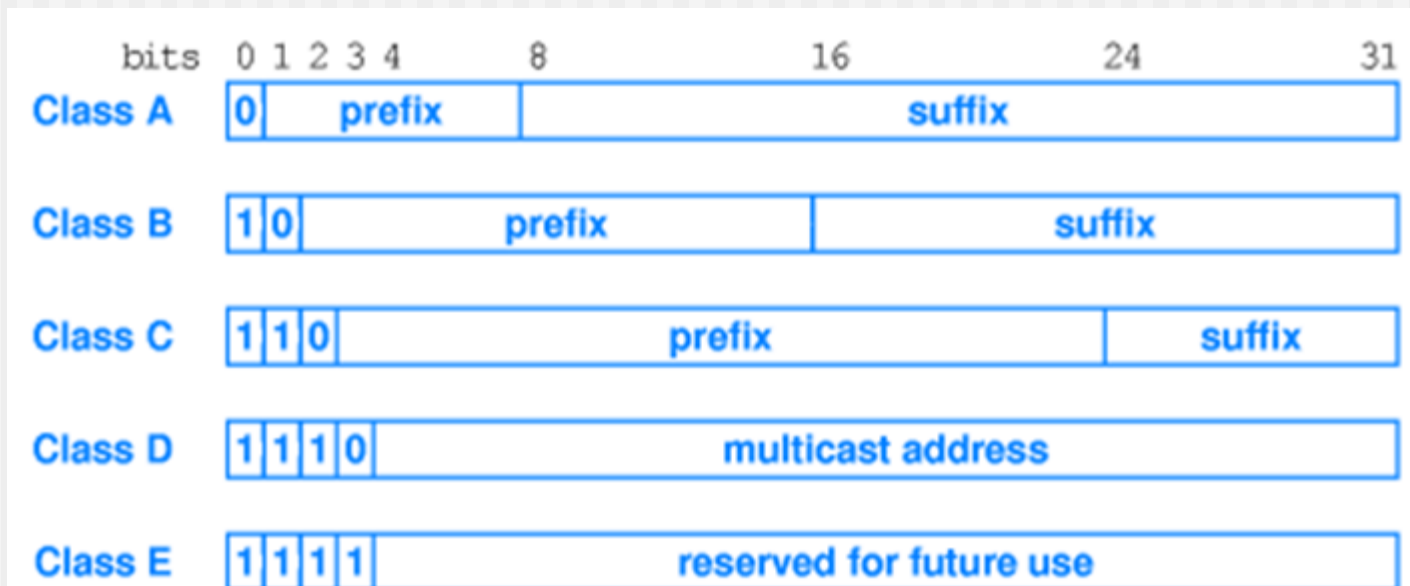 bits 0 1 2 3 4 8 16 24 31
Class A 0 prefix suffix
Class B 1 0 prefix suffix
Class C 1 1 0 prefix suffix
Class D 1 1 1 0 multicast address
Class E 1 1 1 1 reserved for future use